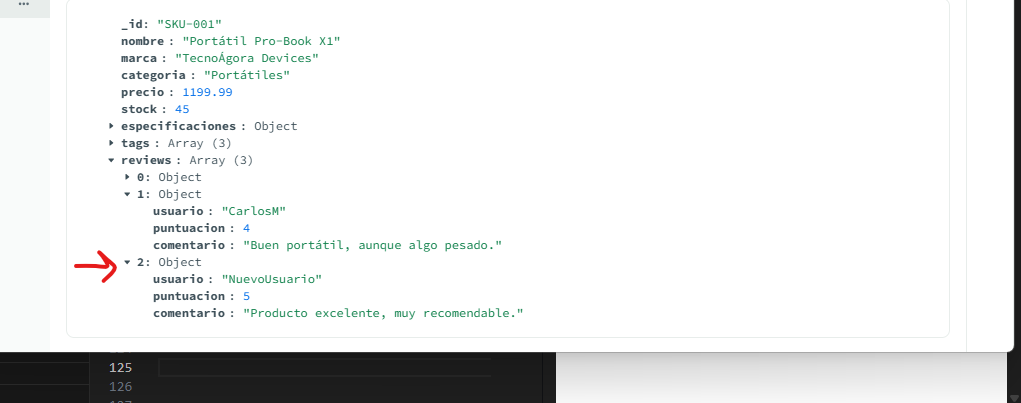 _id: "SKU-001"
nombre : "Portátil Pro-Book X1"
marca : "TecnoÁgora Devices"
categoria : "Portátiles"
precio : 1199.99
stock : 45
especificaciones : Object
tags : Array (3)
reviews : Array (3)
0: Object
1: Object
usuario : "CarlosM"
puntuacion : 4
comentario : "Buen portátil, aunque algo pesado."
2: Object
usuario : "NuevoUsuario"
puntuacion : 5
comentario : "Producto excelente, muy recomendable."
125
126